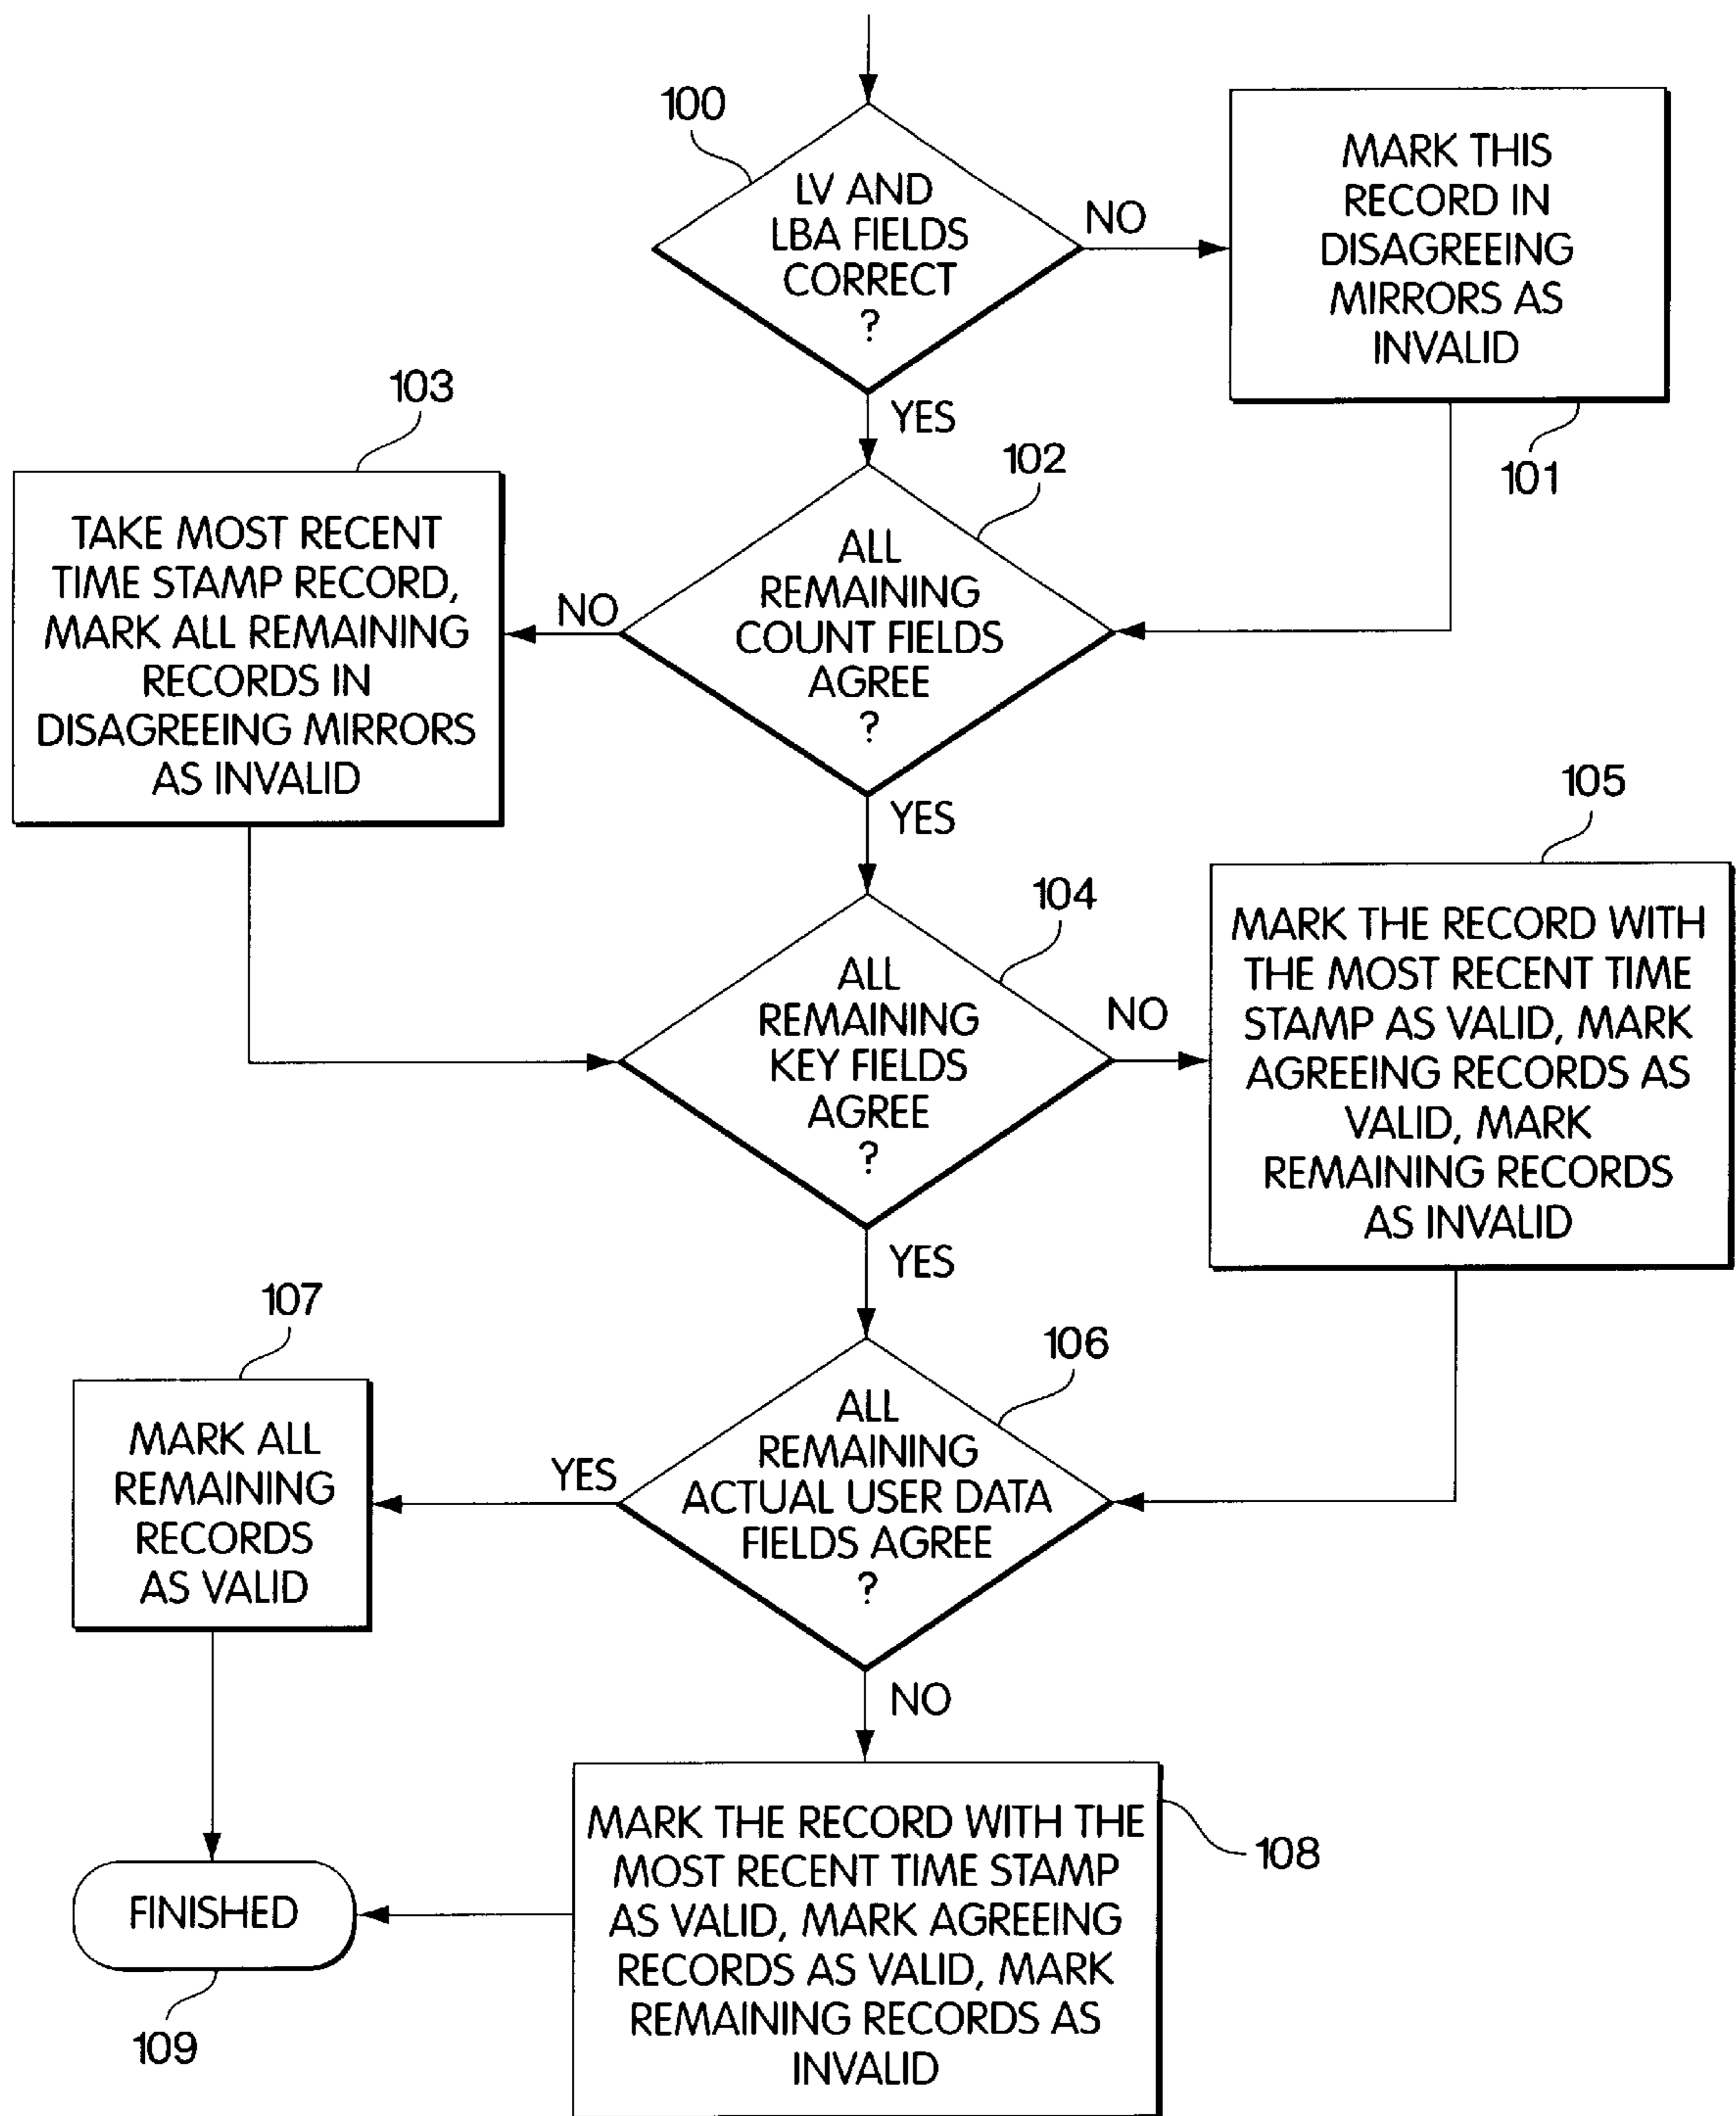 100
LV AND
LBA FIELDS
CORRECT
?
NO
YES
MARK THIS
RECORD IN
DISAGREEING
MIRRORS AS
INVALID
101
103
TAKE MOST RECENT
TIME STAMP RECORD,
MARK ALL REMAINING
RECORDS IN
DISAGREEING MIRRORS
AS INVALID
102
ALL
REMAINING
COUNT FIELDS
AGREE
?
NO
YES
104
ALL
REMAINING
KEY FIELDS
AGREE
?
NO
YES
105
MARK THE RECORD WITH
THE MOST RECENT TIME
STAMP AS VALID, MARK
AGREEING RECORDS AS
VALID, MARK
REMAINING RECORDS
AS INVALID
106
ALL
REMAINING
ACTUAL USER DATA
FIELDS AGREE
?
YES
NO
107
MARK ALL
REMAINING
RECORDS
AS VALID
108
MARK THE RECORD WITH THE
MOST RECENT TIME STAMP
AS VALID, MARK AGREEING
RECORDS AS VALID, MARK
REMAINING RECORDS AS
INVALID
FINISHED
109